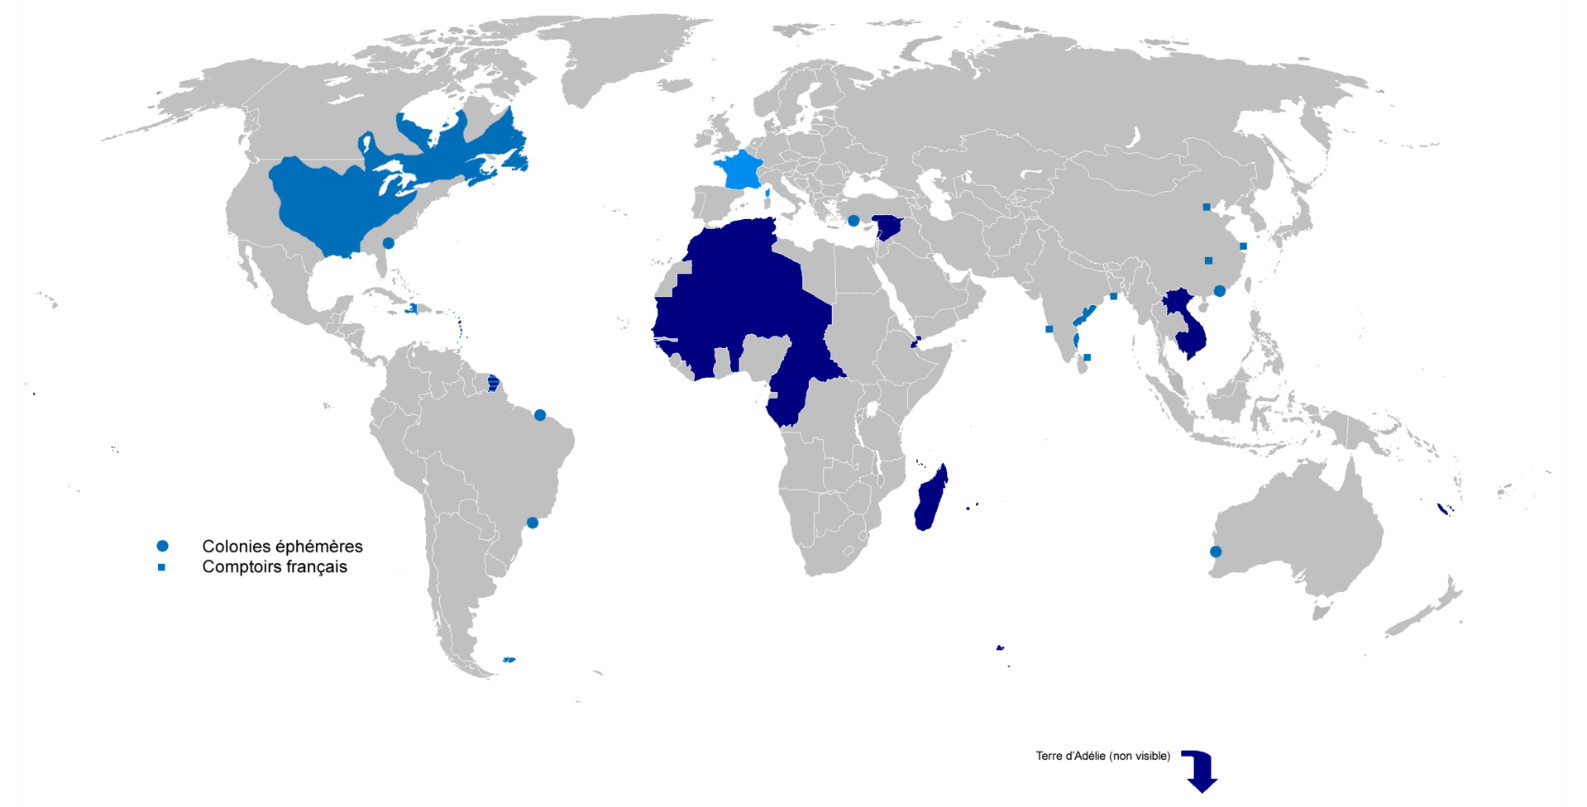 Colonies éphémères
Comptoirs français
Terre d'Adélie (non visible)